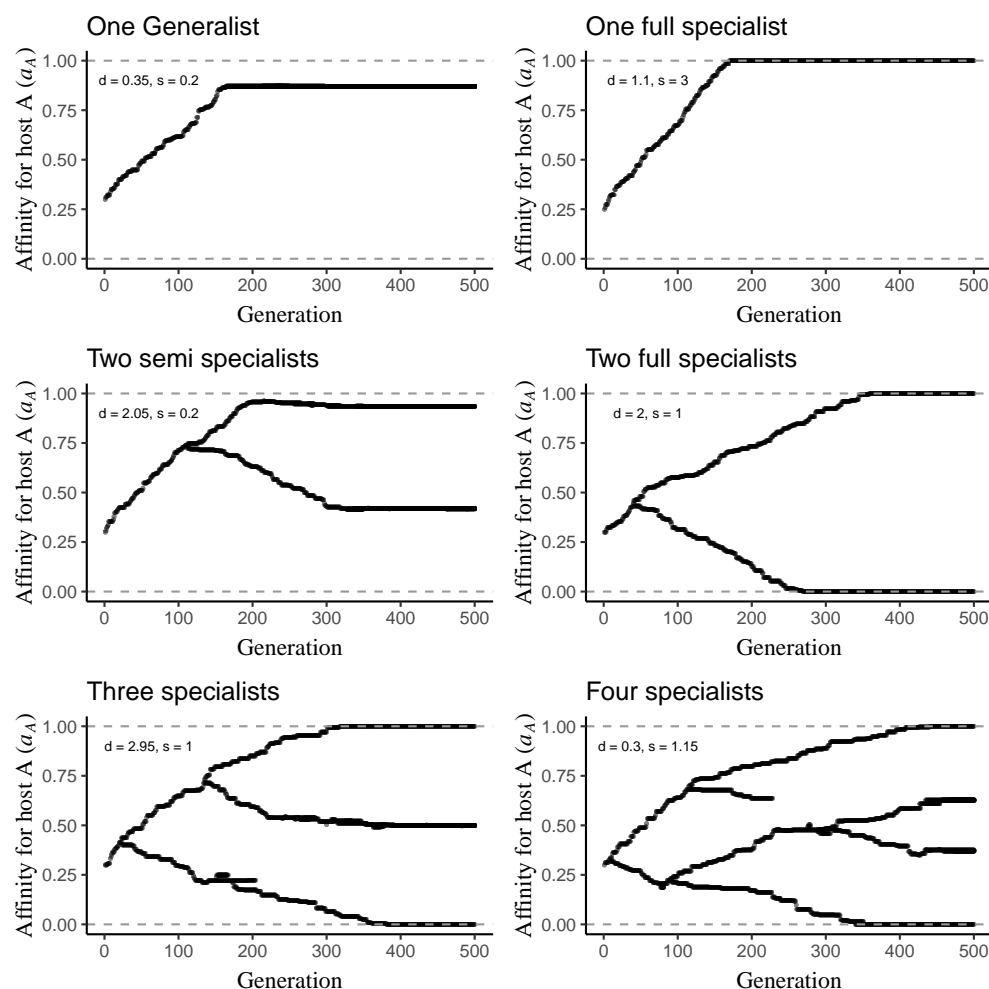 One Generalist
Affinity for host A (a_A)
1.00
0.75
0.50
0.25
0.00
d = 0.35, s = 0.2
0 100 200 300 400 500
Generation
One full specialist
Affinity for host A (a_A)
1.00
0.75
0.50
0.25
0.00
d = 1.1, s = 3
0 100 200 300 400 500
Generation
Two semi specialists
Affinity for host A (a_A)
1.00
0.75
0.50
0.25
0.00
d = 2.05, s = 0.2
0 100 200 300 400 500
Generation
Two full specialists
Affinity for host A (a_A)
1.00
0.75
0.50
0.25
0.00
d = 2, s = 1
0 100 200 300 400 500
Generation
Three specialists
Affinity for host A (a_A)
1.00
0.75
0.50
0.25
0.00
d = 2.95, s = 1
0 100 200 300 400 500
Generation
Four specialists
Affinity for host A (a_A)
1.00
0.75
0.50
0.25
0.00
d = 0.3, s = 1.15
0 100 200 300 400 500
Generation